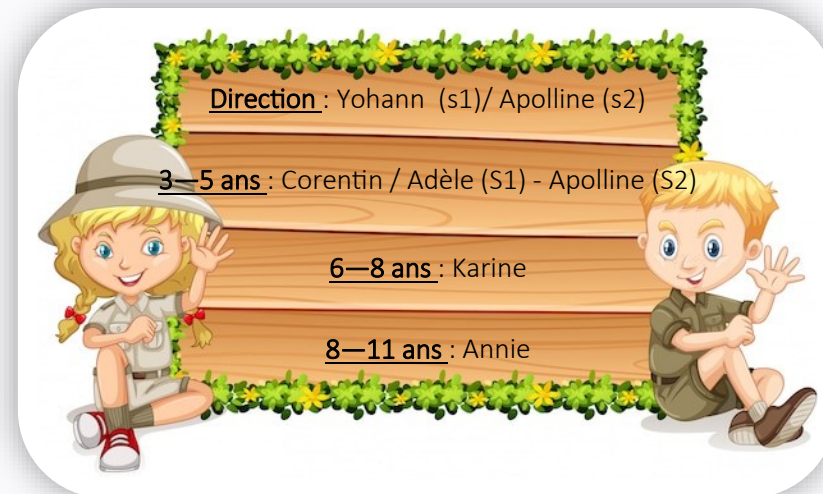 Direction : Yohann (s1)/ Apolline (s2)
3—5 ans : Corentin / Adèle (S1) - Apolline (S2)
6—8 ans : Karine
8—11 ans : Annie